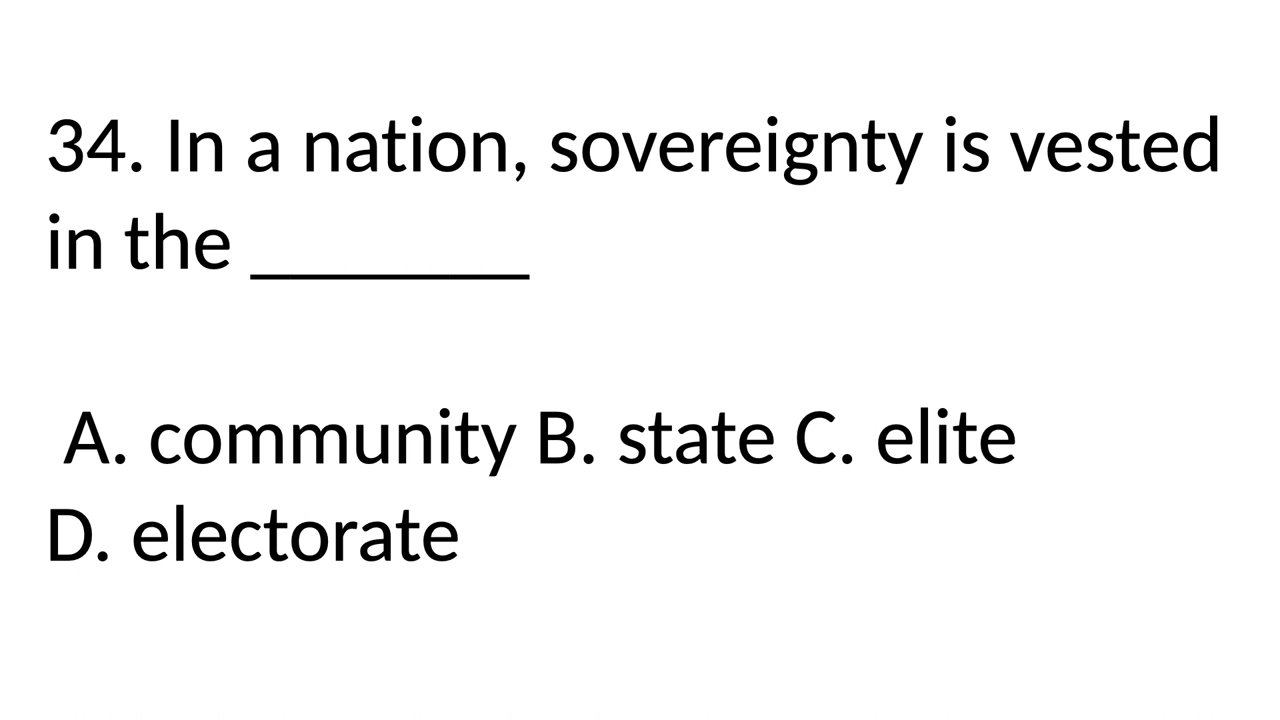 34. In a nation, sovereignty is vested
in the ________
A. community B. state C. elite
D. electorate